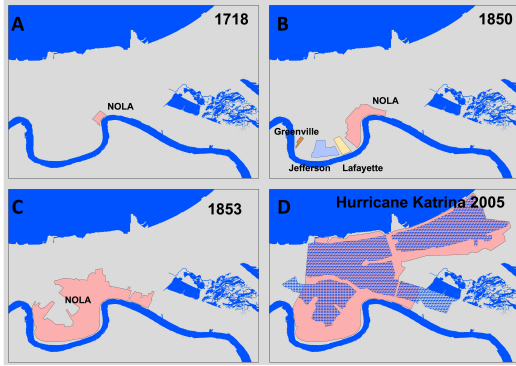 A
1718
NOLA
B
1850
NOLA
Greenville
Jefferson
Lafayette
C
1853
NOLA
D
Hurricane Katrina 2005